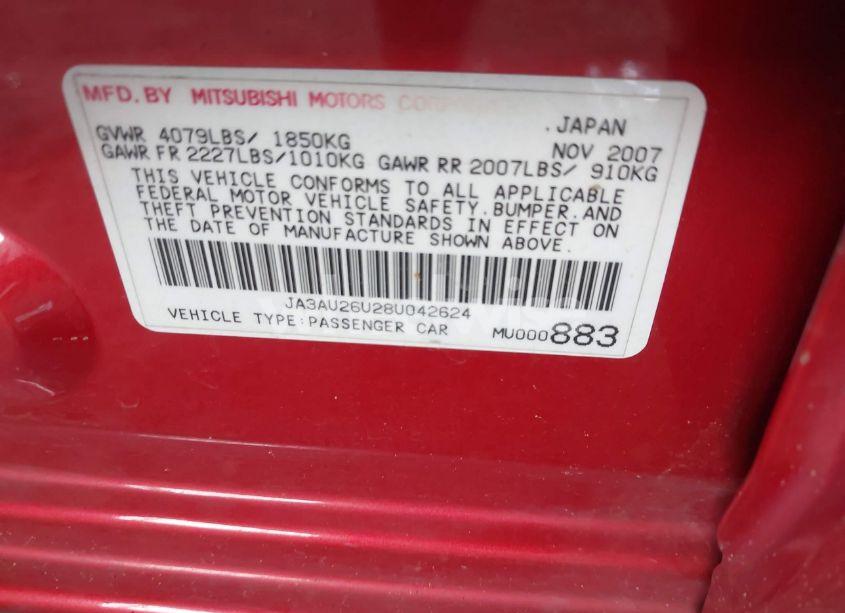 MFD. BY MITSUBISHI MOTORS CORPORATION
.JAPAN
GVWR 4079LBS/ 1850KG NOV 2007
GAWR FR 2227LBS/1010KG GAWR RR 2007LBS/ 910KG
THIS VEHICLE CONFORMS TO ALL APPLICABLE
FEDERAL MOTOR VEHICLE SAFETY.BUMPER.AND
THEFT PREVENTION STANDARDS IN EFFECT ON
THE DATE OF MANUFACTURE SHOWN ABOVE.
JA3AU26U28U042624
VEHICLE TYPE:PASSENGER CAR MU000883